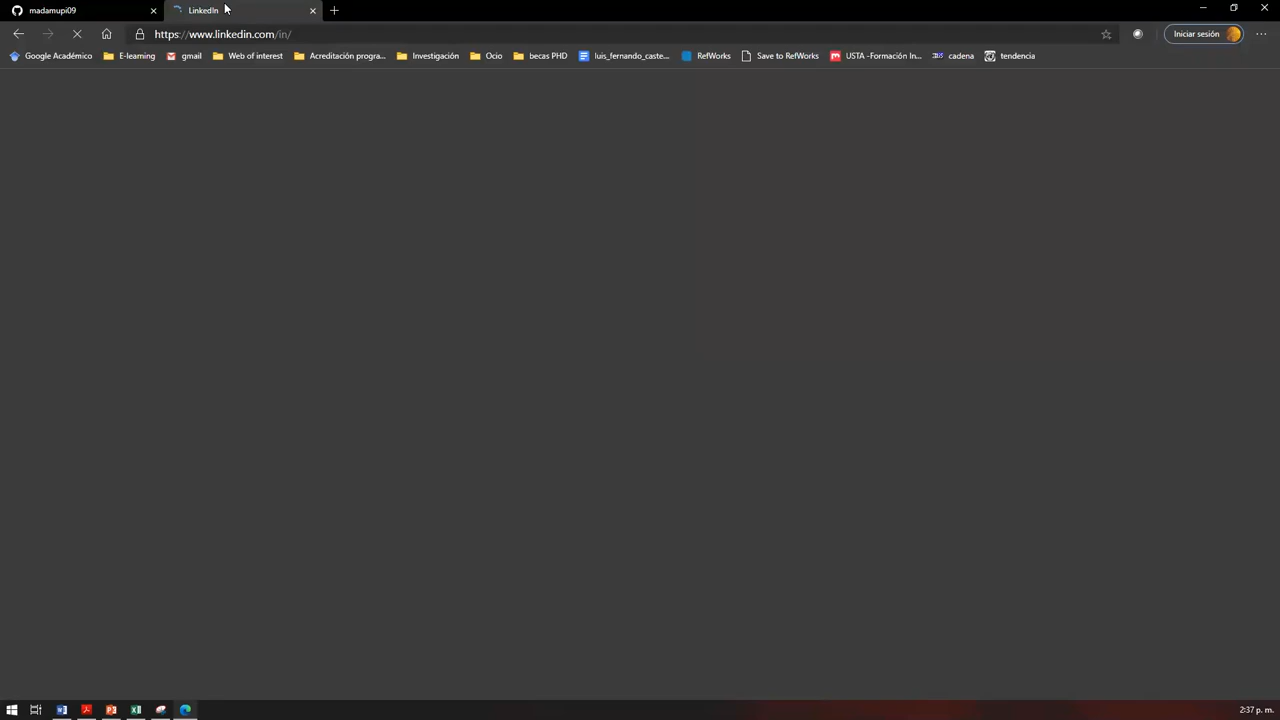 madamupi09
LinkedIn
https://www.linkedin.com/in/
Iniciar sesión
Google Académico E-learning gmail Web of interest Acreditación progra... Investigación Ocio becas PHD luis_fernando_caste... RefWorks Save to RefWorks USTA -Formación In... cadena tendencia
2:37 p. m.